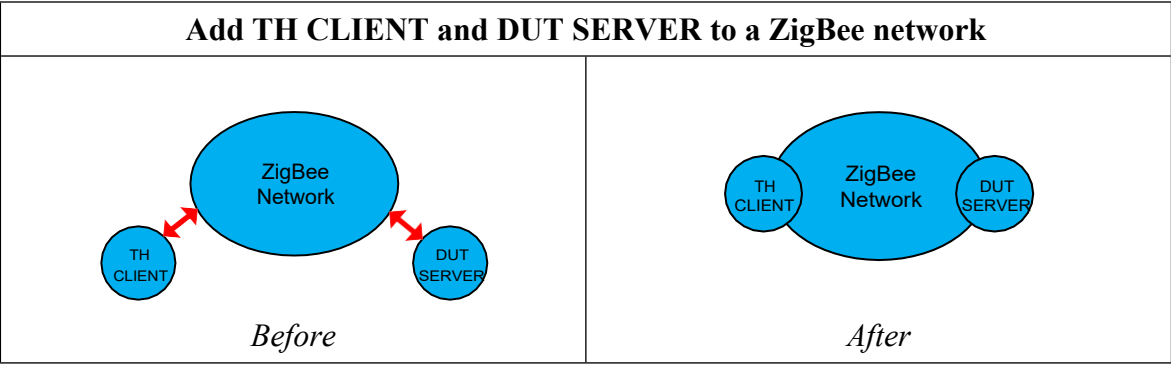 Add TH CLIENT and DUT SERVER to a ZigBee network
ZigBee
Network
TH
CLIENT
DUT
SERVER
Before
ZigBee
Network
TH
CLIENT
DUT
SERVER
After